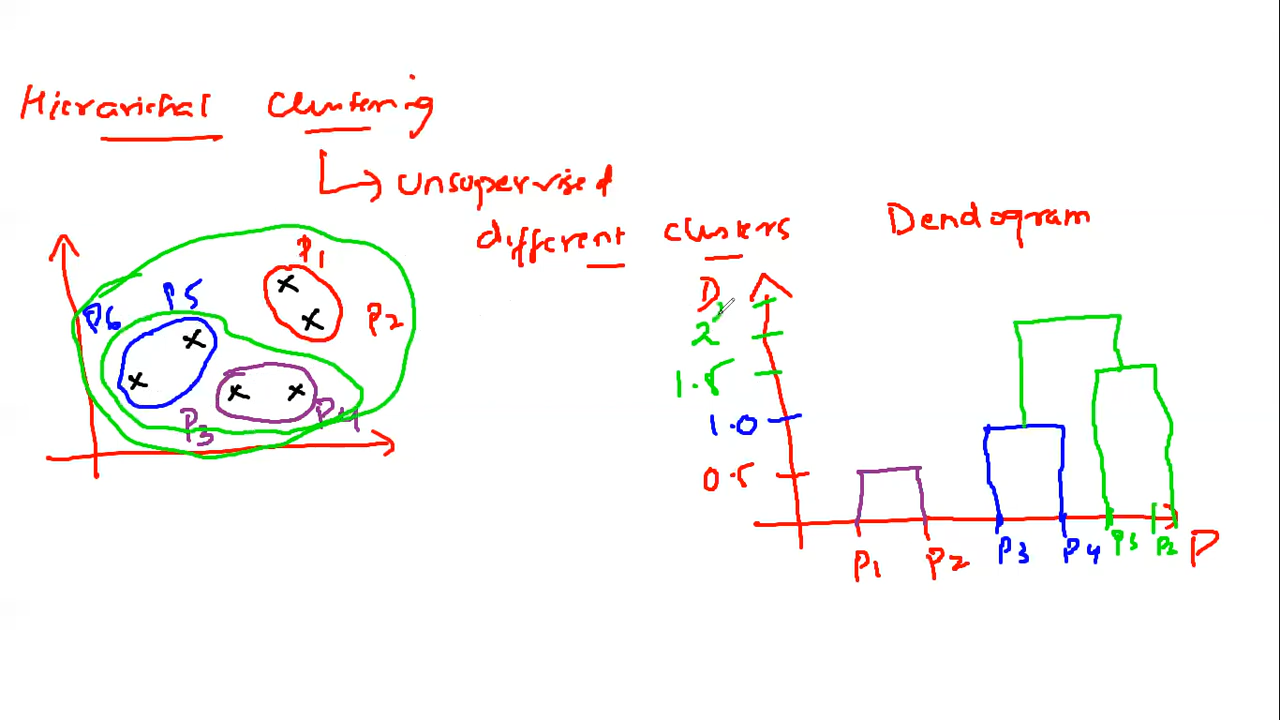 Hierarichal Clustering
Unsupervised
different clusters
Dendogram
P1
P2
P5
P6
P3
P4
D
2
1.5
1.0
0.5
P1 P2 P3 P4 P5 P